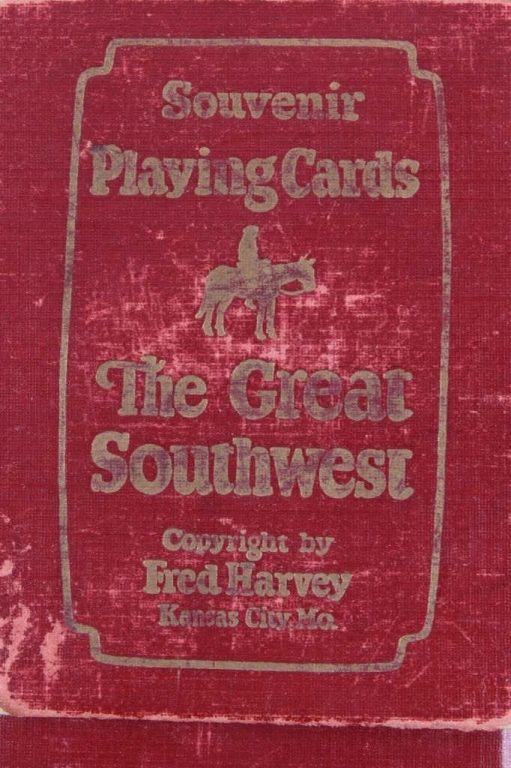 Souvenir
Playing Cards
The Great
Southwest
Copyright by
Fred Harvey
Kansas City, Mo.